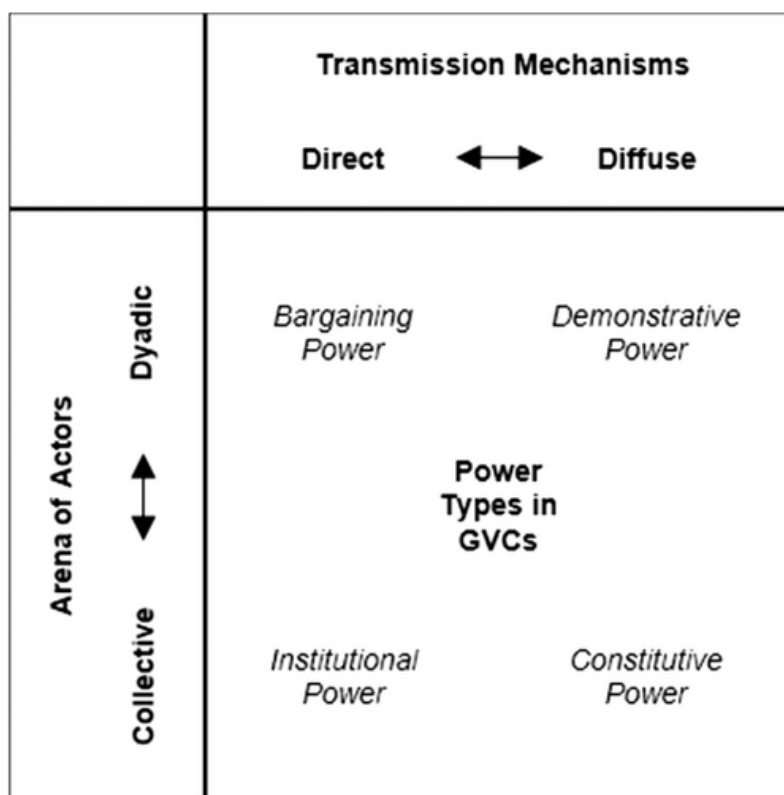 Transmission Mechanisms
Direct Diffuse
Arena of Actors
Dyadic
Collective
Bargaining
Power
Demonstrative
Power
Power
Types in
GVCs
Institutional
Power
Constitutive
Power